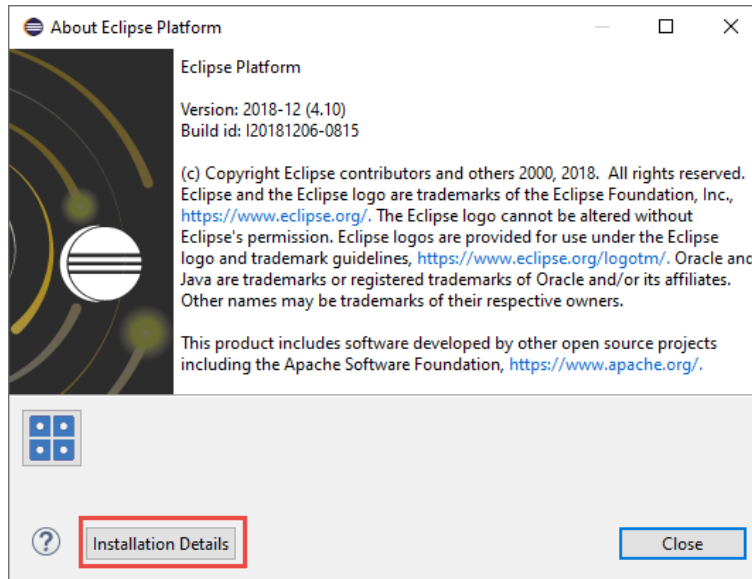 About Eclipse Platform
Eclipse Platform
Version: 2018-12 (4.10)
Build id: I20181206-0815
(c) Copyright Eclipse contributors and others 2000, 2018.  All rights reserved.
Eclipse and the Eclipse logo are trademarks of the Eclipse Foundation, Inc.,
https://www.eclipse.org/. The Eclipse logo cannot be altered without
Eclipse's permission. Eclipse logos are provided for use under the Eclipse
logo and trademark guidelines, https://www.eclipse.org/logotm/. Oracle and
Java are trademarks or registered trademarks of Oracle and/or its affiliates.
Other names may be trademarks of their respective owners.
This product includes software developed by other open source projects
including the Apache Software Foundation, https://www.apache.org/.
? Installation Details Close